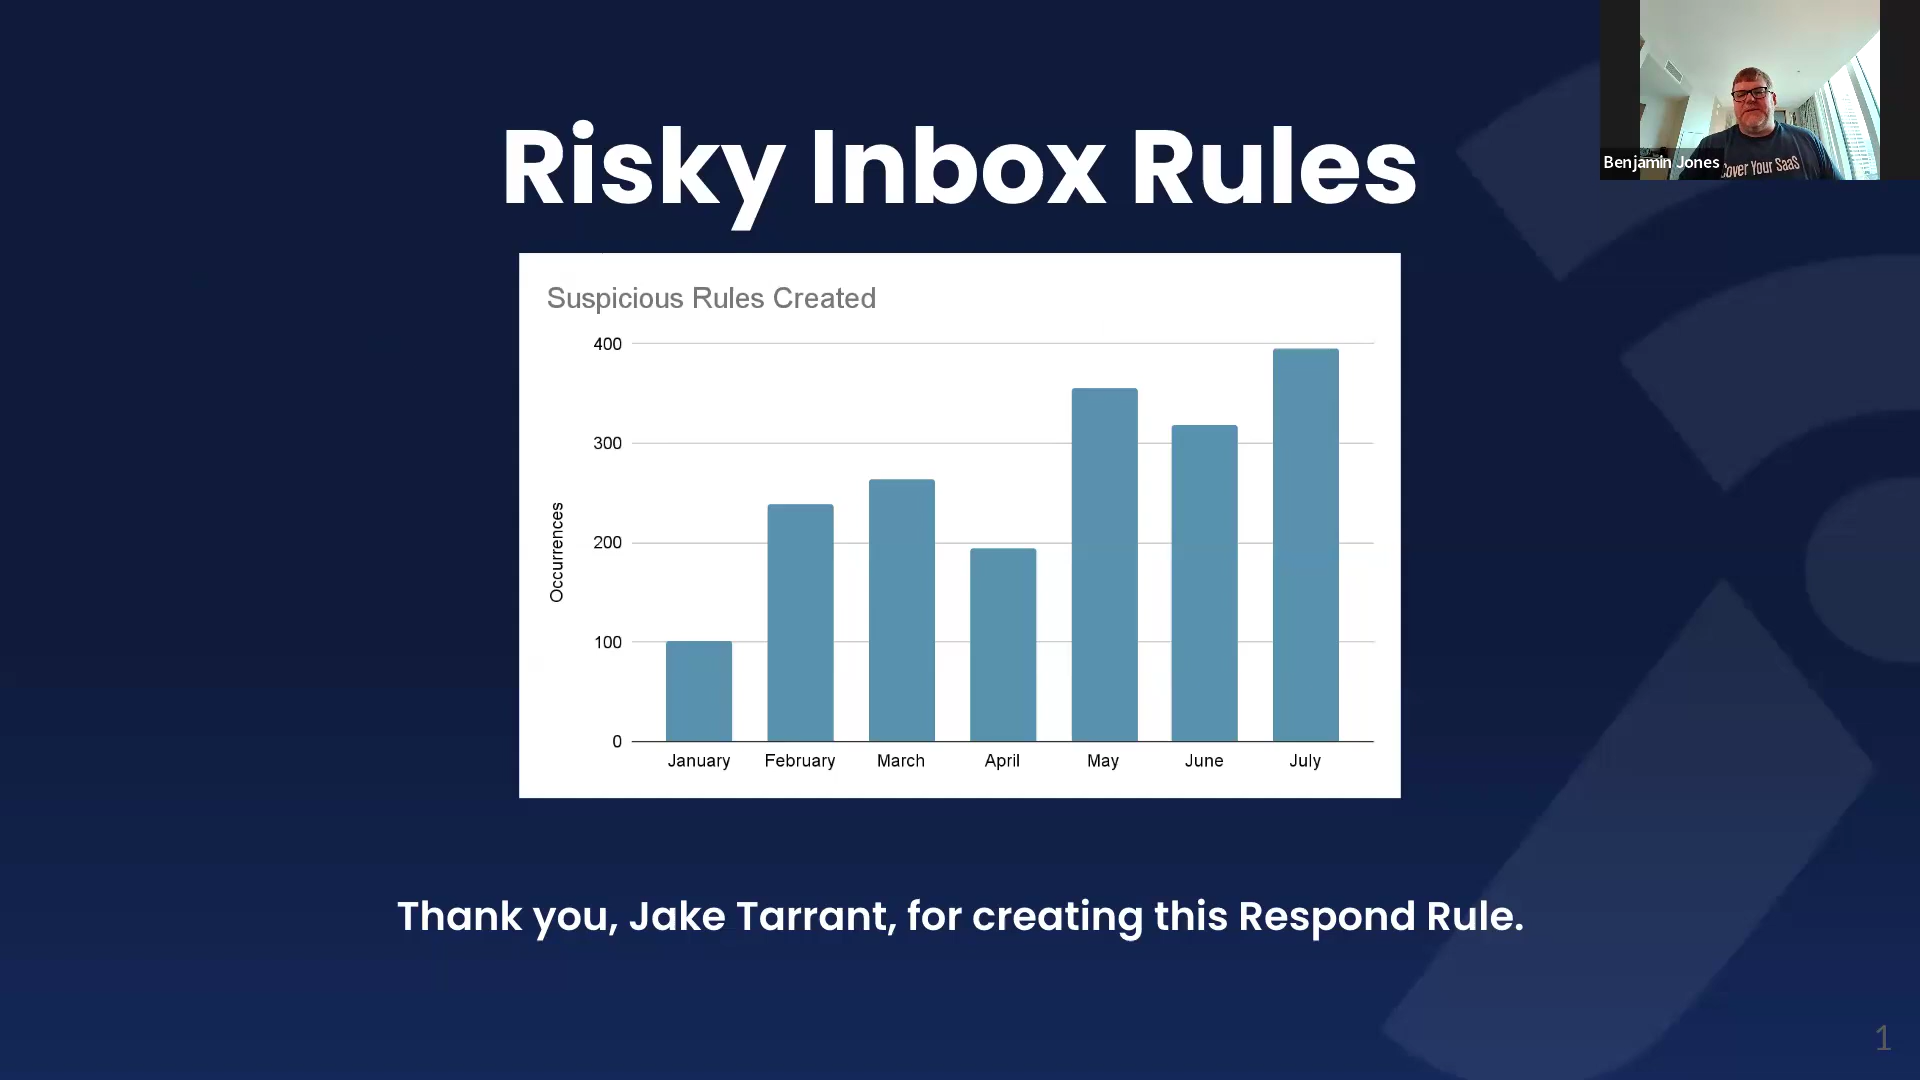 Risky Inbox Rules
Benjamin Jones
Cover Your SaaS
Suspicious Rules Created
Occurrences
400
300
200
100
0
January February March April May June July
Thank you, Jake Tarrant, for creating this Respond Rule.
1